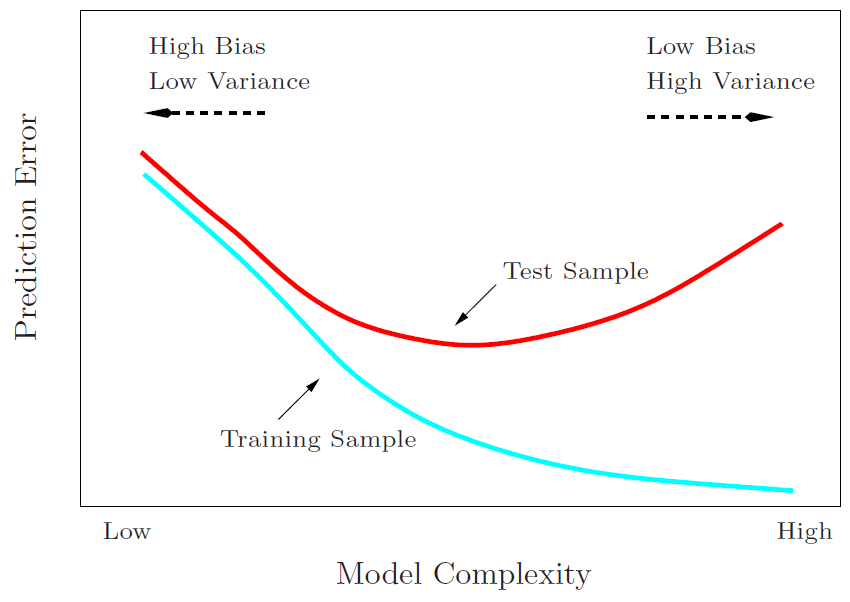 High Bias
Low Variance
Low Bias
High Variance
Prediction Error
Test Sample
Training Sample
Low
High
Model Complexity